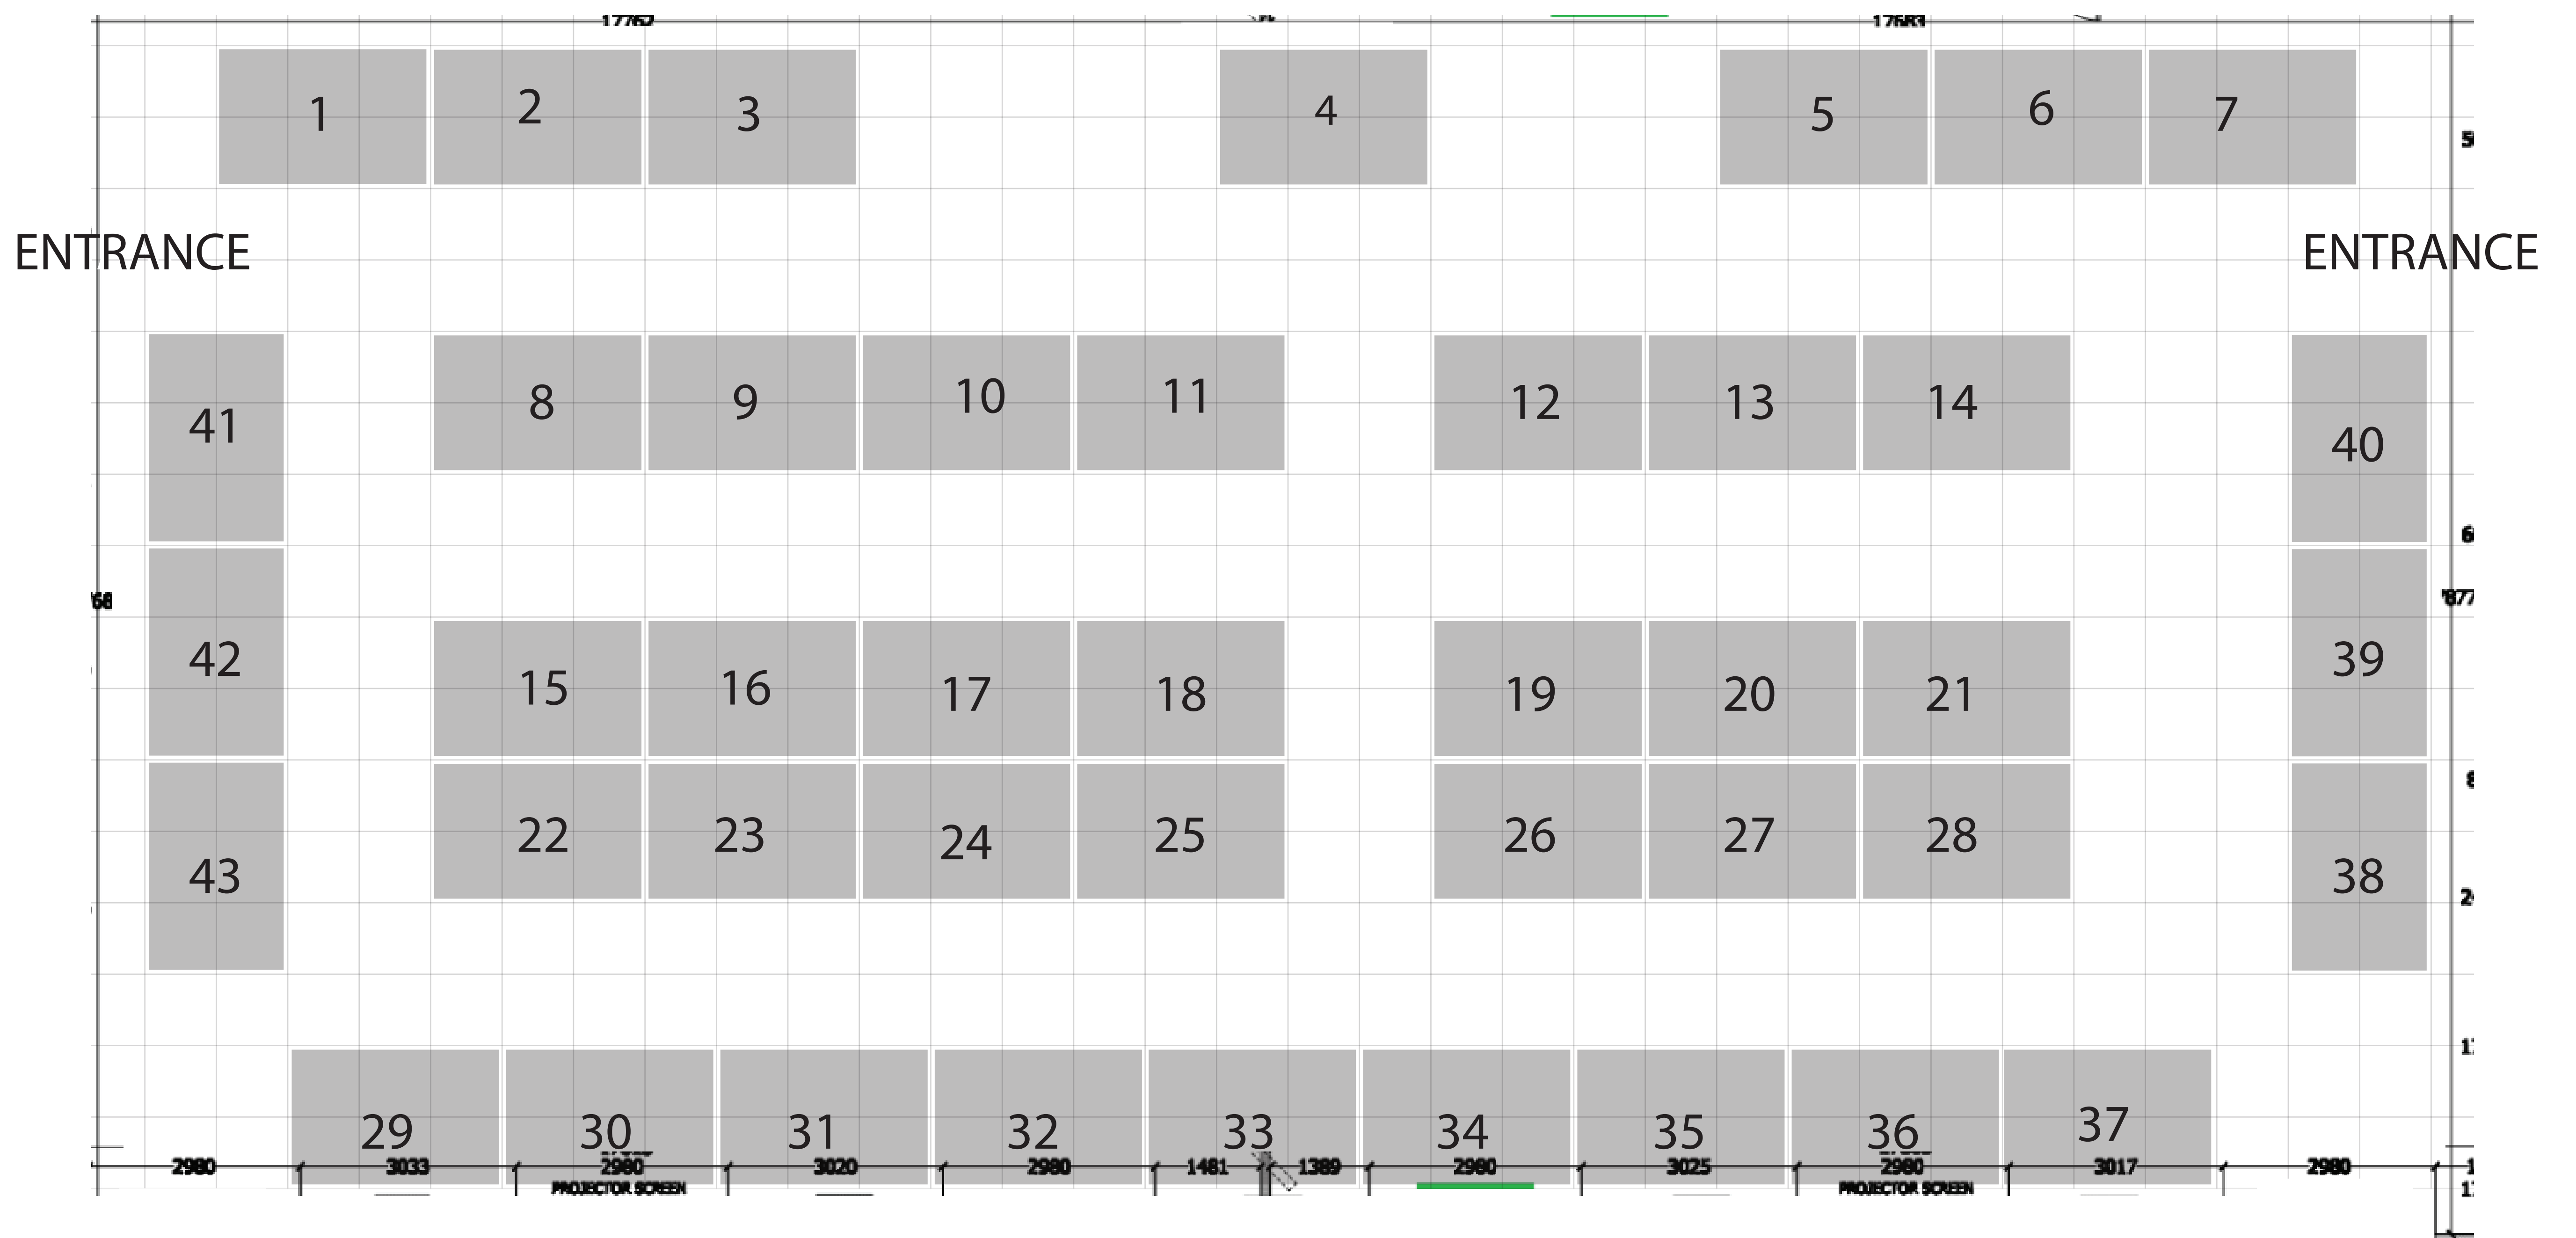 17762
1 2 3 4 5 6 7
ENTRANCE ENTRANCE
41 8 9 10 11 12 13 14 40
42 15 16 17 18 19 20 21 39
43 22 23 24 25 26 27 28 38
29 30 31 32 33 34 35 36 37
2980 3033 2980 3020 2980 1481 1389 2980 3025 2980 3017 2980
PROJECTOR SCREEN PROJECTOR SCREEN